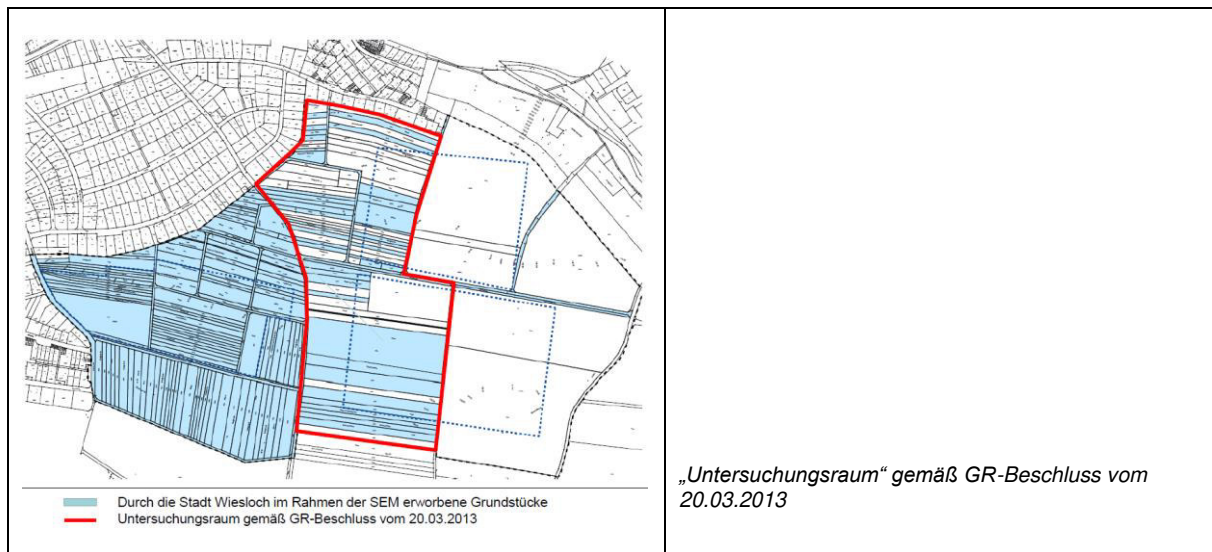 Durch die Stadt Wiesloch im Rahmen der SEM erworbene Grundstücke
Untersuchungsraum gemäß GR-Beschluss vom 20.03.2013
„Untersuchungsraum“ gemäß GR-Beschluss vom
20.03.2013